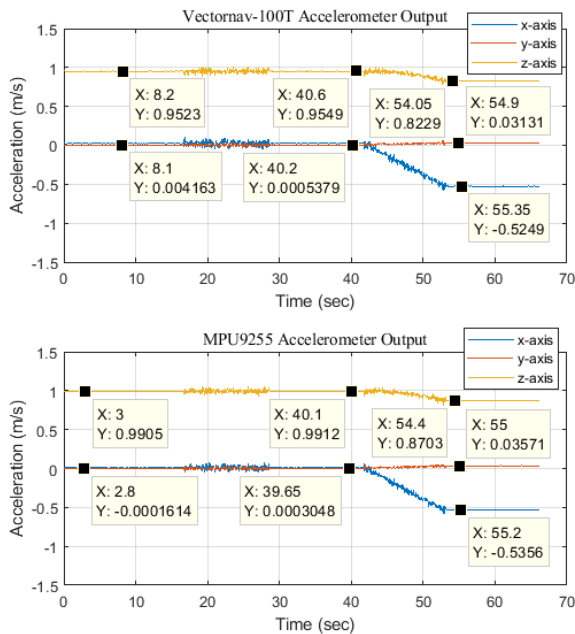 Vectornav-100T Accelerometer Output
x-axis
y-axis
z-axis
Acceleration (m/s)
1.5
1
0.5
0
-0.5
-1
-1.5
X: 8.2
Y: 0.9523
X: 40.6
Y: 0.9549
X: 54.05
Y: 0.8229
X: 54.9
Y: 0.03131
X: 8.1
Y: 0.004163
X: 40.2
Y: 0.0005379
X: 55.35
Y: -0.5249
0 10 20 30 40 50 60 70
Time (sec)
MPU9255 Accelerometer Output
x-axis
y-axis
z-axis
Acceleration (m/s)
1.5
1
0.5
0
-0.5
-1
-1.5
X: 3
Y: 0.9905
X: 40.1
Y: 0.9912
X: 54.4
Y: 0.8703
X: 55
Y: 0.03571
X: 2.8
Y: -0.0001614
X: 39.65
Y: 0.0003048
X: 55.2
Y: -0.5356
0 10 20 30 40 50 60 70
Time (sec)